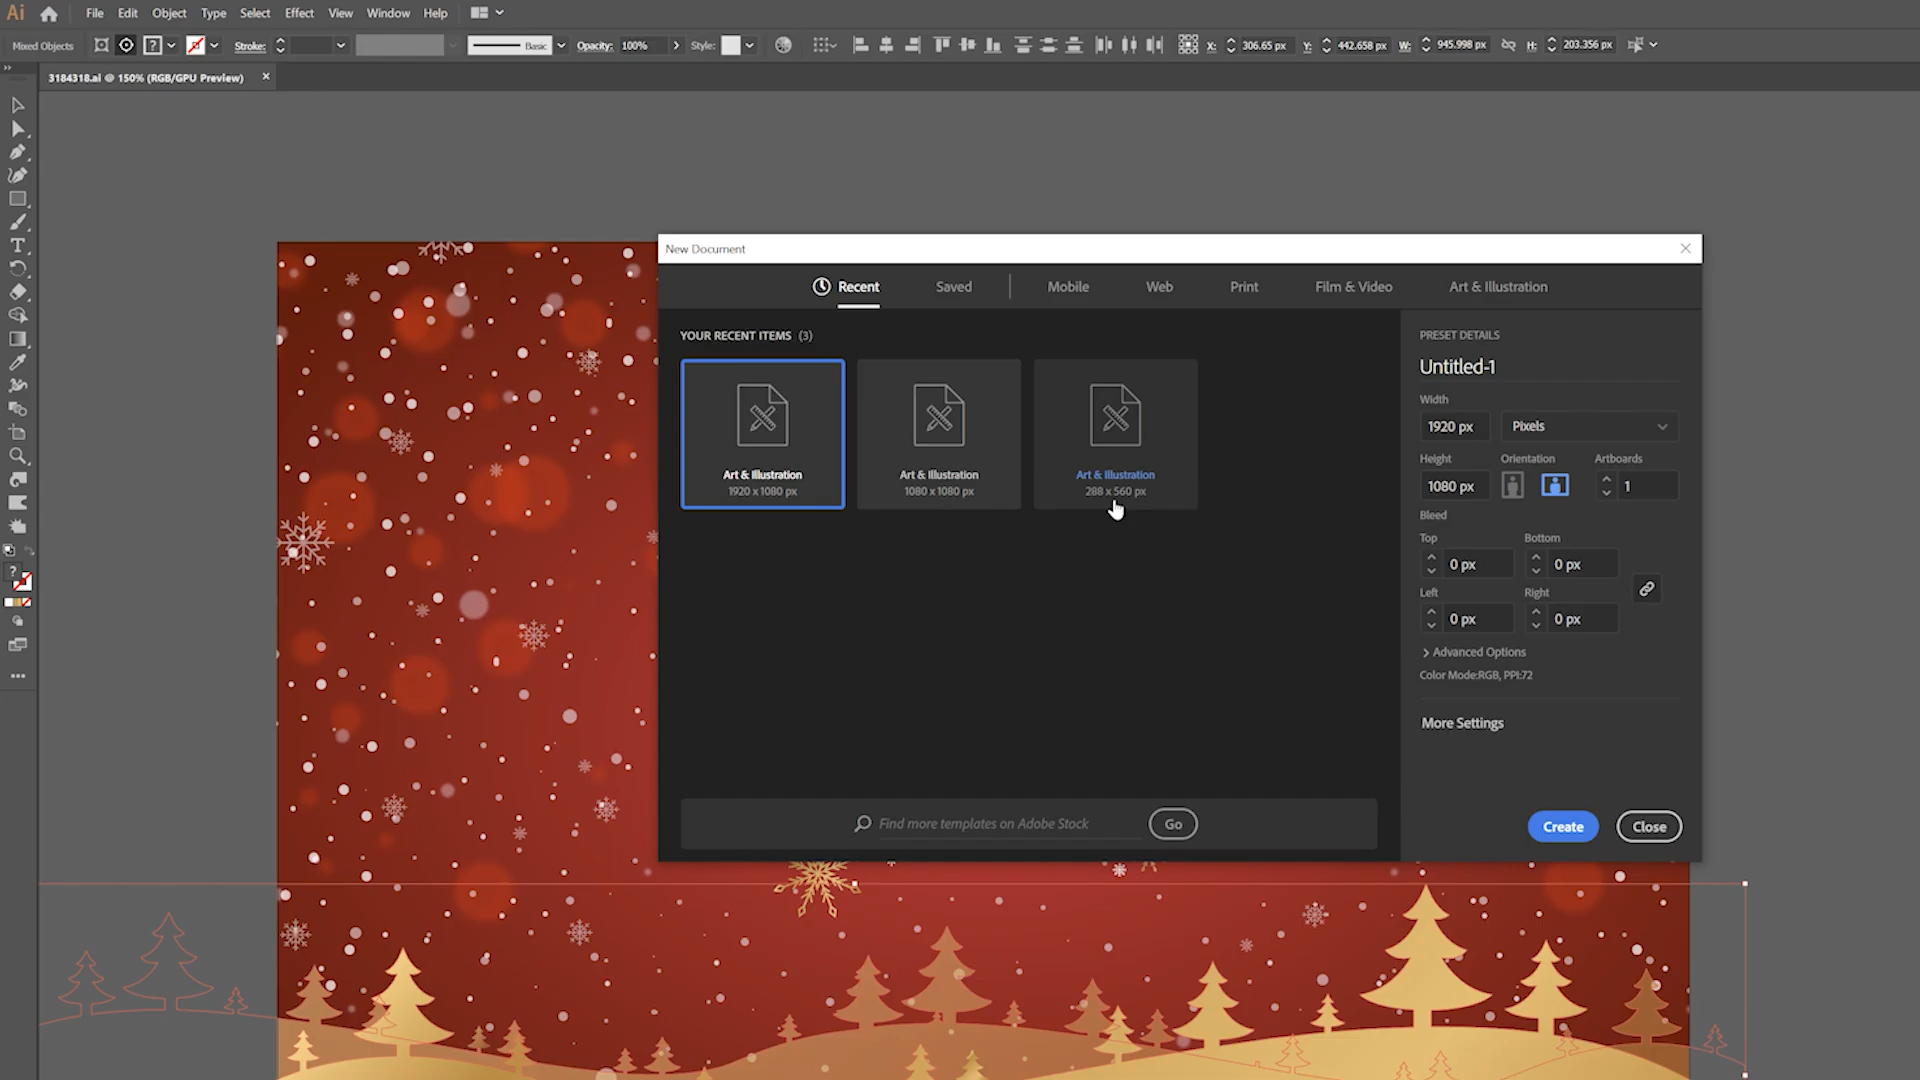 Ai File Edit Object Type Select Effect View Window Help
Mixed Objects ? Stroke: Basic Opacity: 100% Style: X: 306.65 px Y: 442.658 px W: 945.998 px H: 203.356 px
3184318.ai @ 150% (RGB/GPU Preview)
New Document
Recent Saved Mobile Web Print Film & Video Art & Illustration
YOUR RECENT ITEMS (3)
Art & Illustration
1920 x 1080 px
Art & Illustration
1080 x 1080 px
Art & Illustration
288 x 560 px
Find more templates on Adobe Stock Go
PRESET DETAILS
Untitled-1
Width
1920 px Pixels
Height Orientation Artboards
1080 px 1
Bleed
Top Bottom
0 px 0 px
Left Right
0 px 0 px
Advanced Options
Color Mode:RGB, PPI:72
More Settings
Create Close
T
?